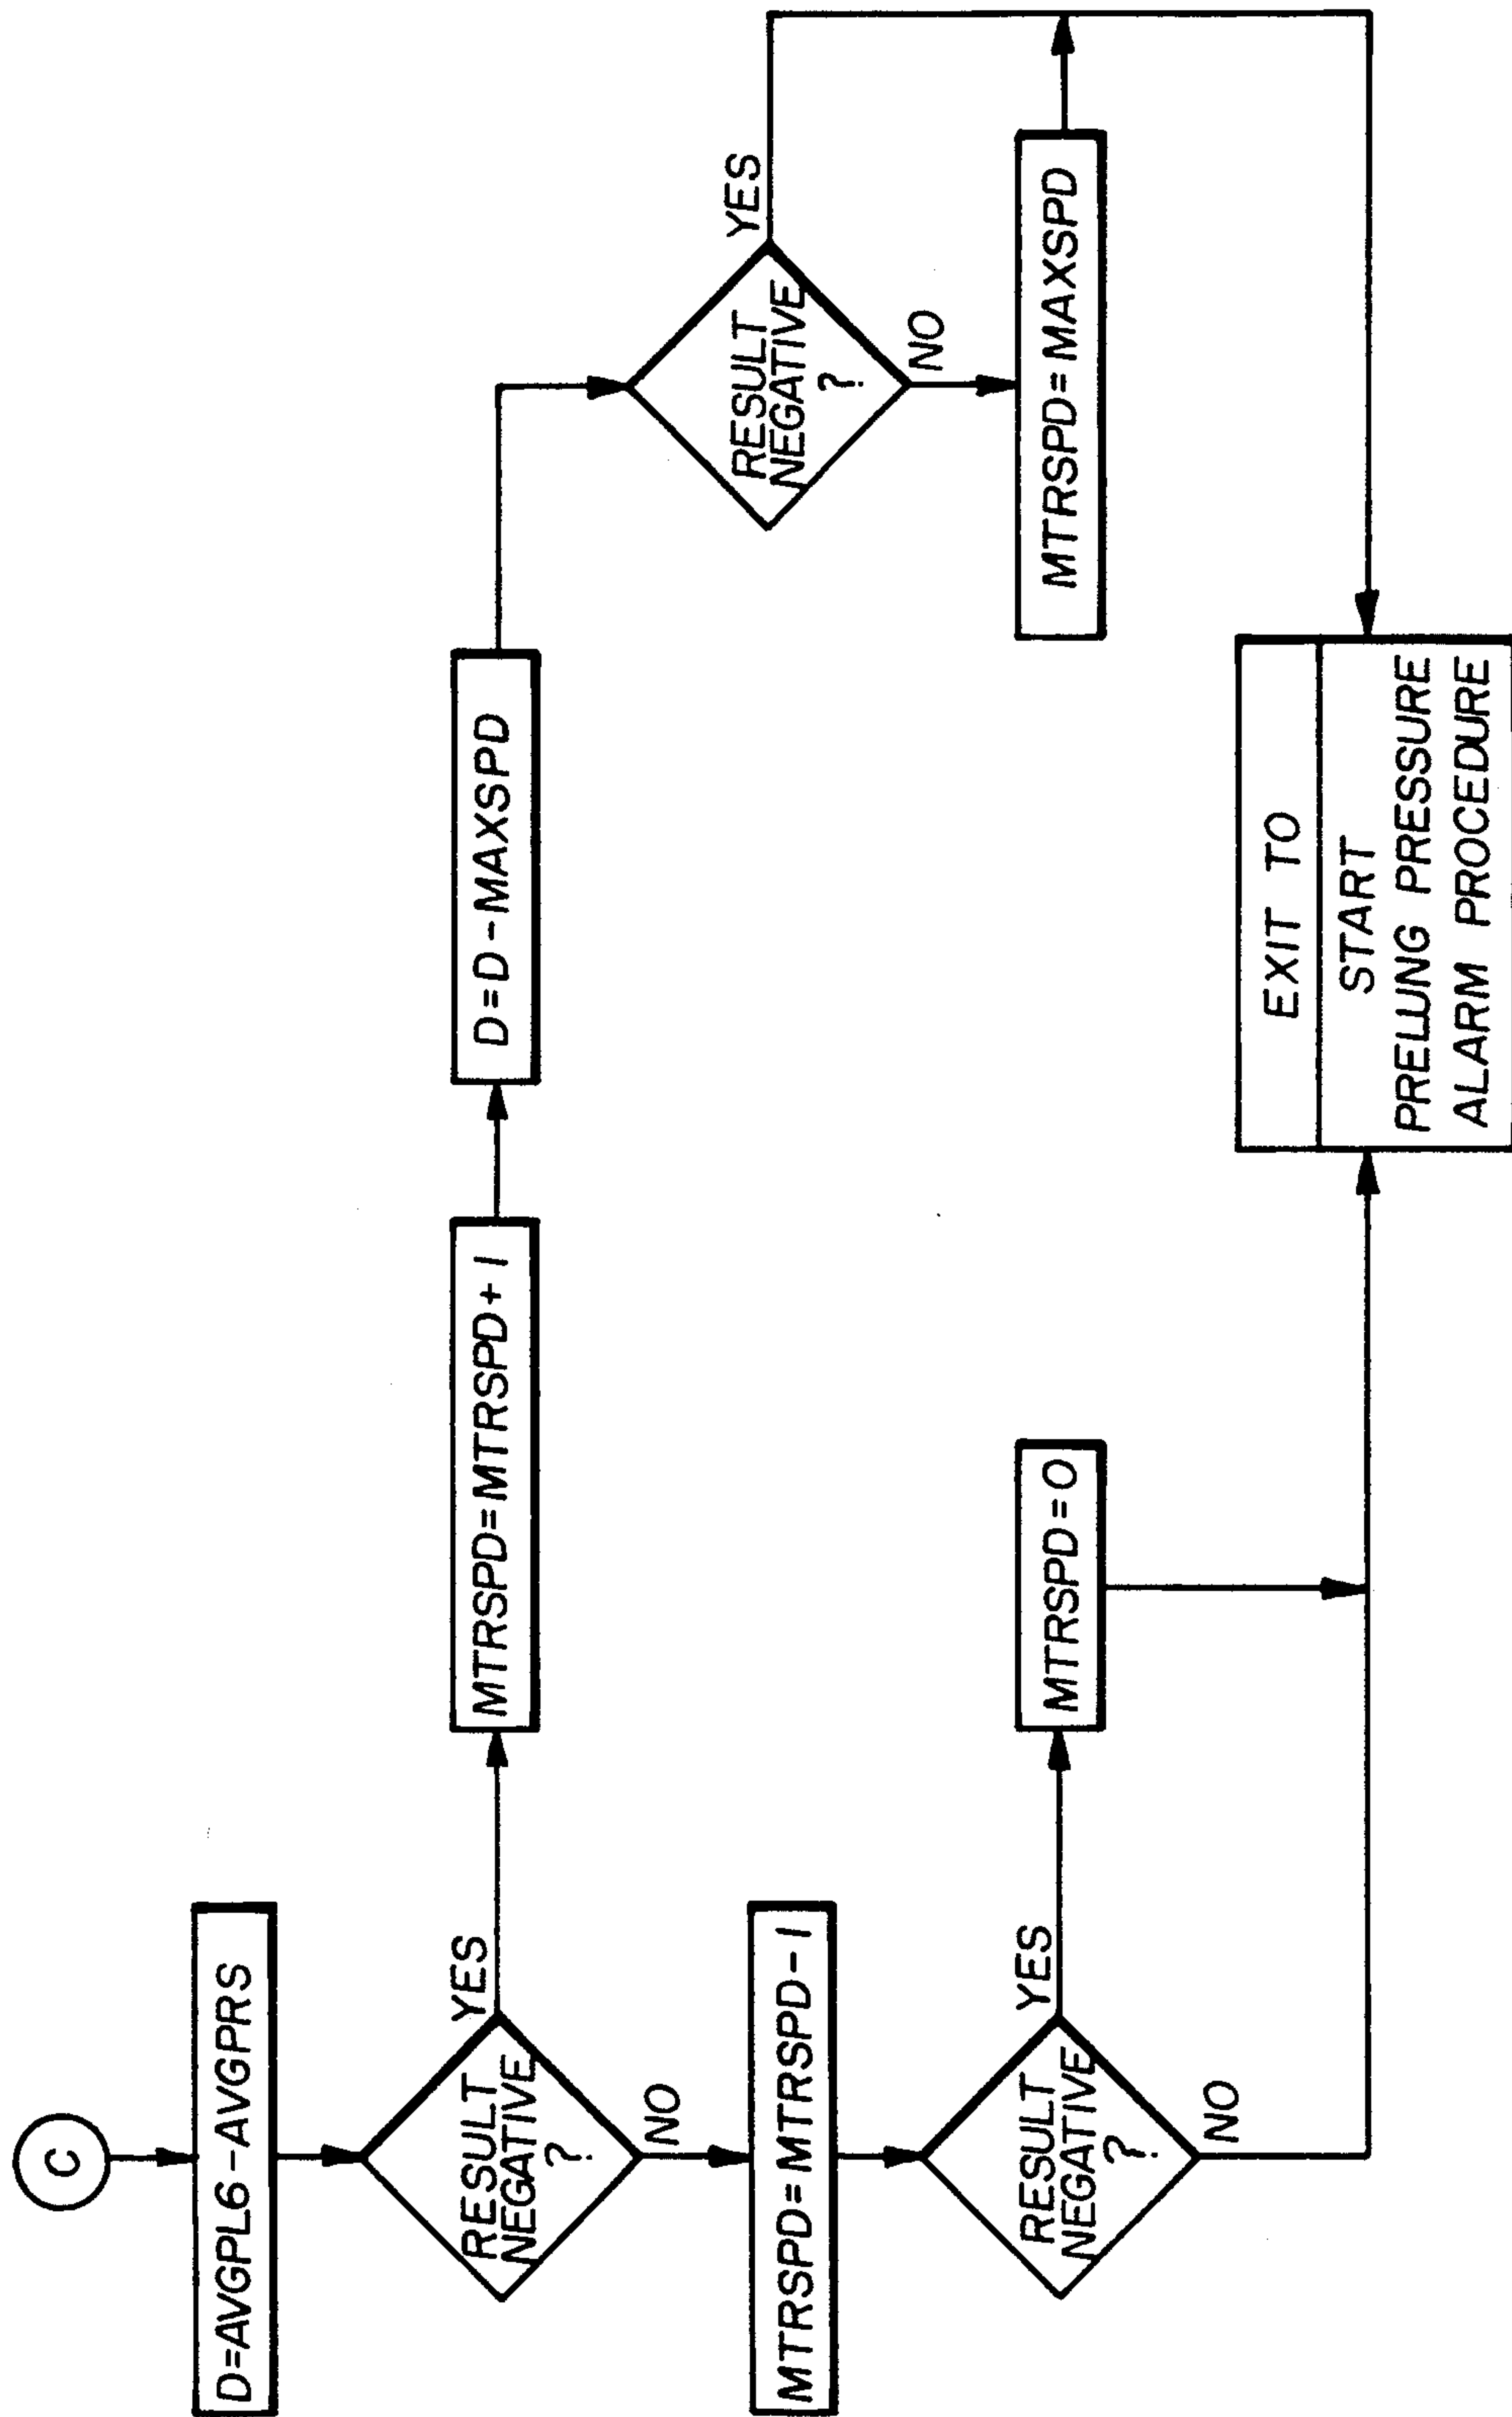 C
D=AVGPL6-AVGPRS
RESULT
NEGATIVE
?
YES
NO
MTRSPD=MTRSPD+1
D=D-MAXSPD
RESULT
NEGATIVE
?
YES
NO
MTRSPD=MAXSPD
MTRSPD=MTRSPD-1
RESULT
NEGATIVE
?
YES
NO
MTRSPD=0
EXIT TO
START
PRELUNG PRESSURE
ALARM PROCEDURE